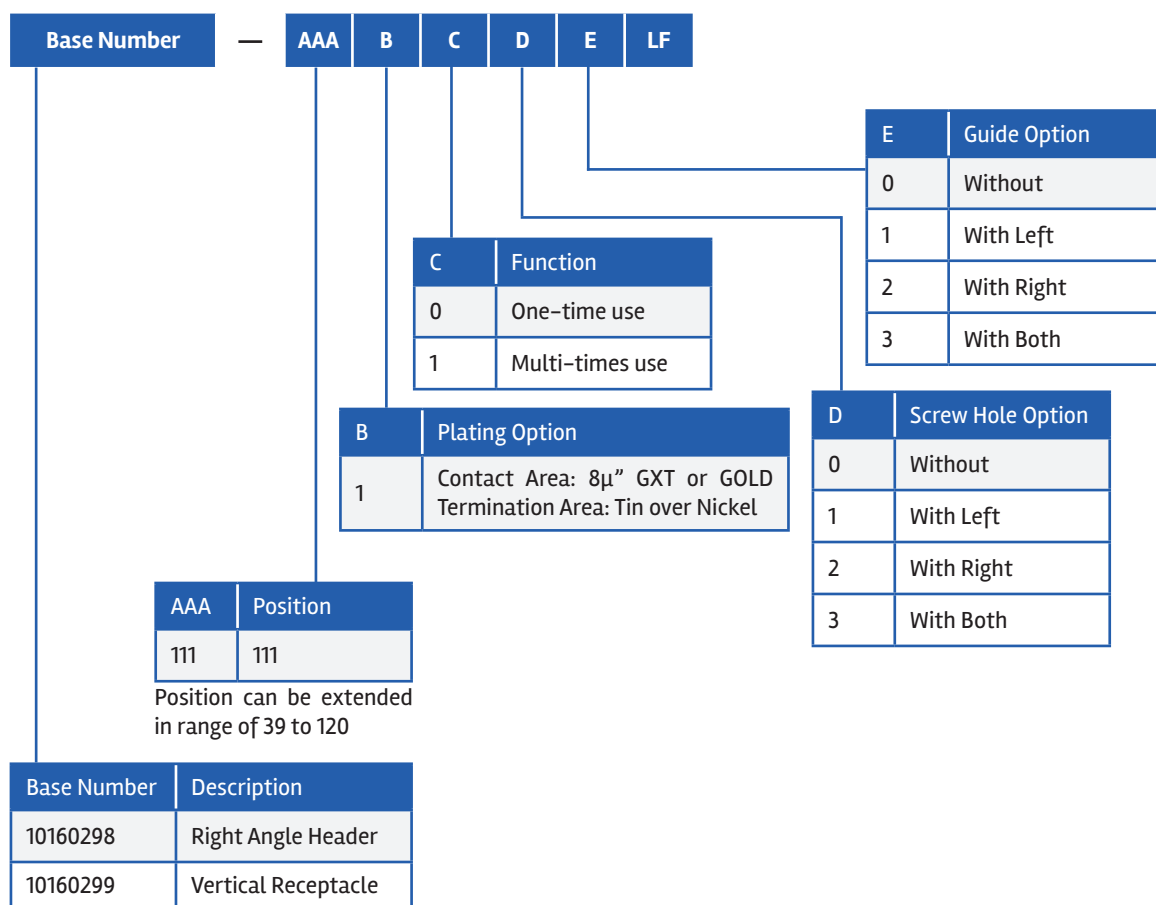 Base Number — AAA B C D E LF
E Guide Option
0 Without
1 With Left
2 With Right
3 With Both
C Function
0 One-time use
1 Multi-times use
D Screw Hole Option
0 Without
1 With Left
2 With Right
3 With Both
B Plating Option
1 Contact Area: 8µ” GXT or GOLD
Termination Area: Tin over Nickel
AAA Position
111 111
Position can be extended
in range of 39 to 120
Base Number Description
10160298 Right Angle Header
10160299 Vertical Receptacle